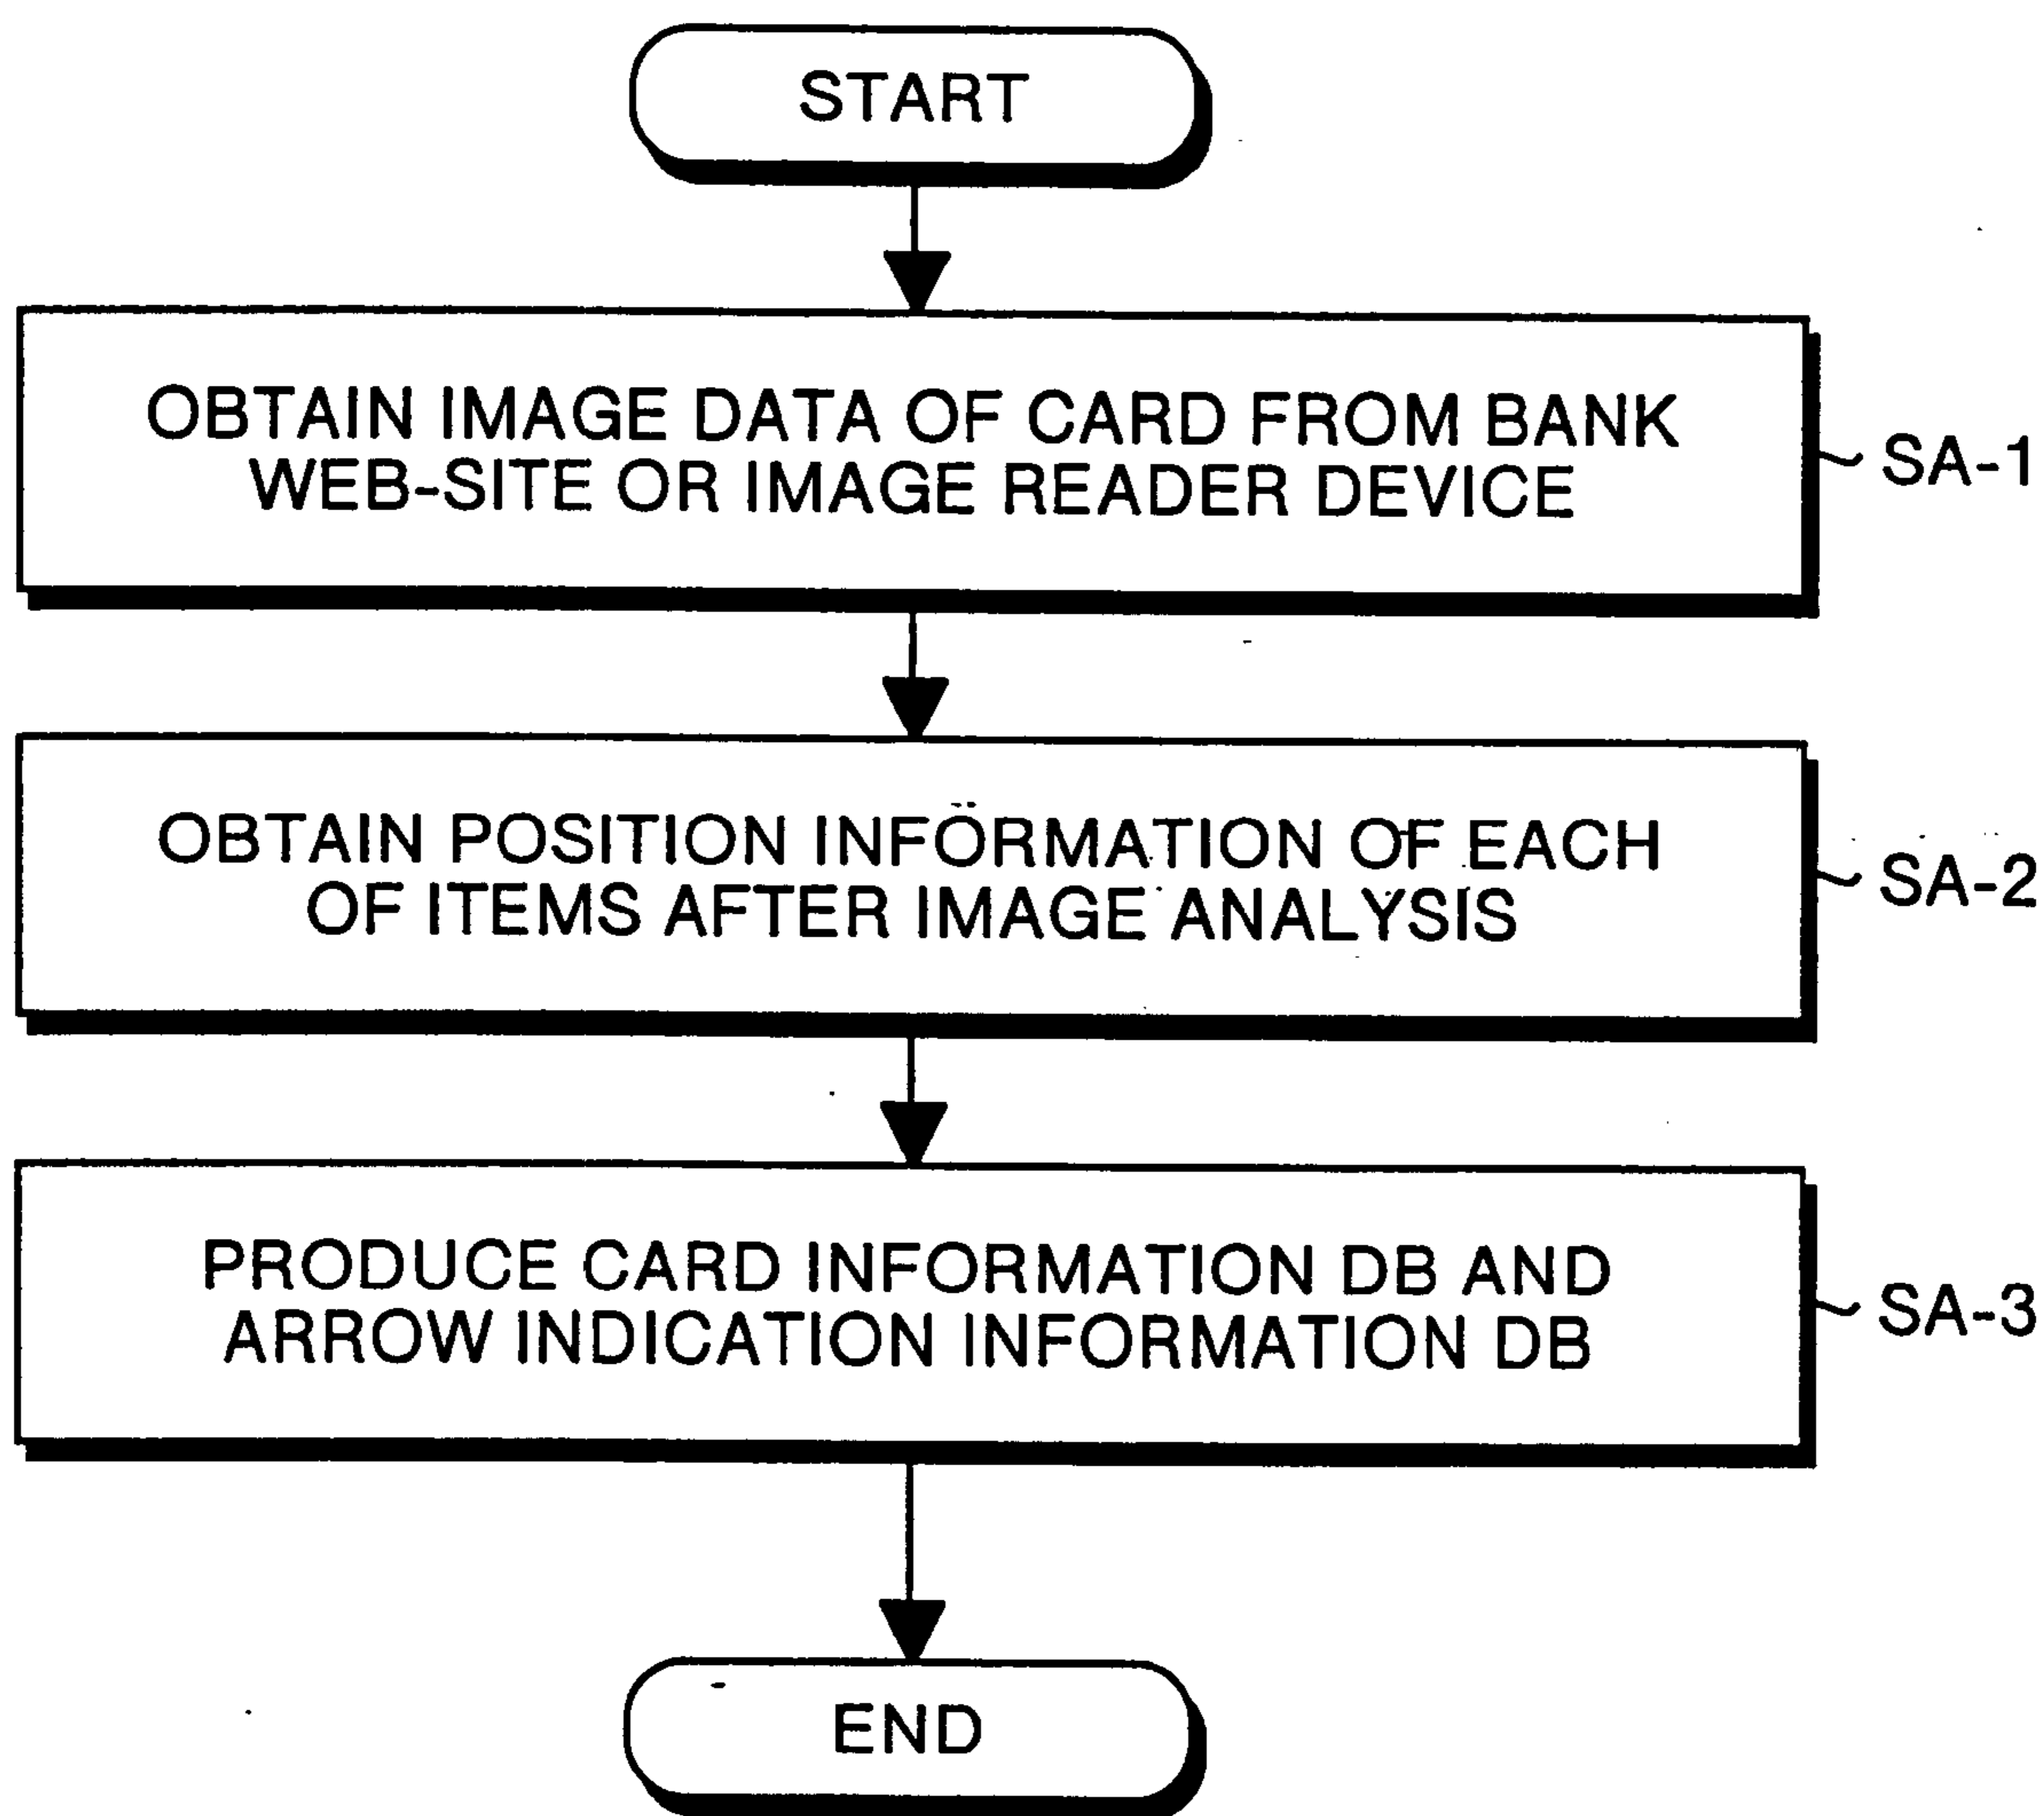 START
OBTAIN IMAGE DATA OF CARD FROM BANK
WEB-SITE OR IMAGE READER DEVICE
SA-1
OBTAIN POSITION INFORMATION OF EACH
OF ITEMS AFTER IMAGE ANALYSIS
SA-2
PRODUCE CARD INFORMATION DB AND
ARROW INDICATION INFORMATION DB
SA-3
END